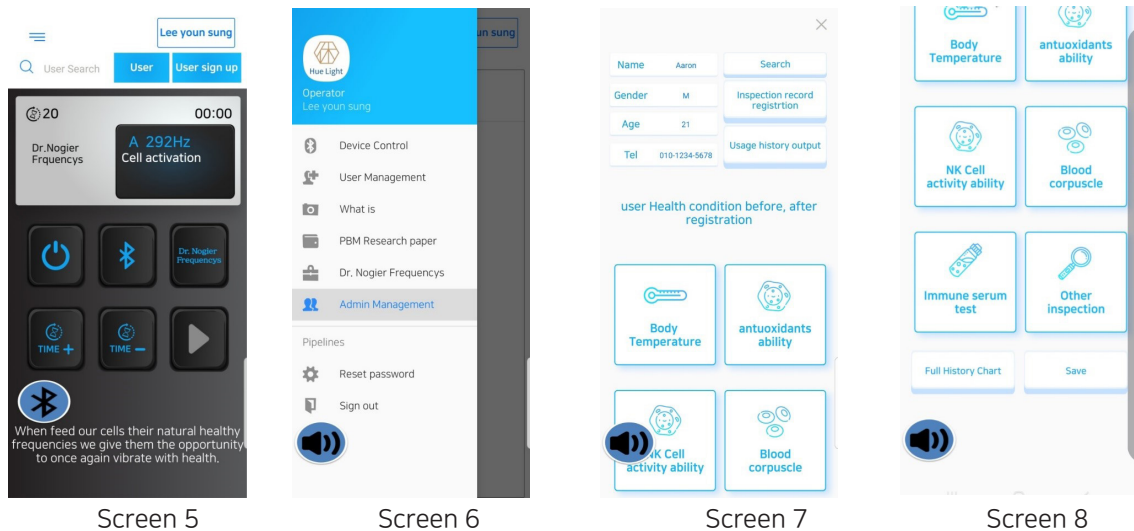 Lee youn sung
User Search
User
User sign up
20
00:00
Dr.Nogier
Frquencys
A 292Hz
Cell activation
Dr. Nogier
Frequencys
TIME +
TIME −
When feed our cells their natural healthy
frequencies we give them the opportunity
to once again vibrate with health.
Screen 5
un sung
Hue Light
Operator
Lee youn sung
Device Control
User Management
What is
PBM Research paper
Dr. Nogier Frequencys
Admin Management
Pipelines
Reset password
Sign out
Screen 6
Name
Aaron
Search
Gender
M
Inspection record
registrtion
Age
21
Tel
010-1234-5678
Usage history output
user Health condition before, after
registration
Body
Temperature
antuoxidants
ability
NK Cell
activity ability
Blood
corpuscle
Screen 7
Body
Temperature
antuoxidants
ability
NK Cell
activity ability
Blood
corpuscle
Immune serum
test
Other
inspection
Full History Chart
Save
Screen 8